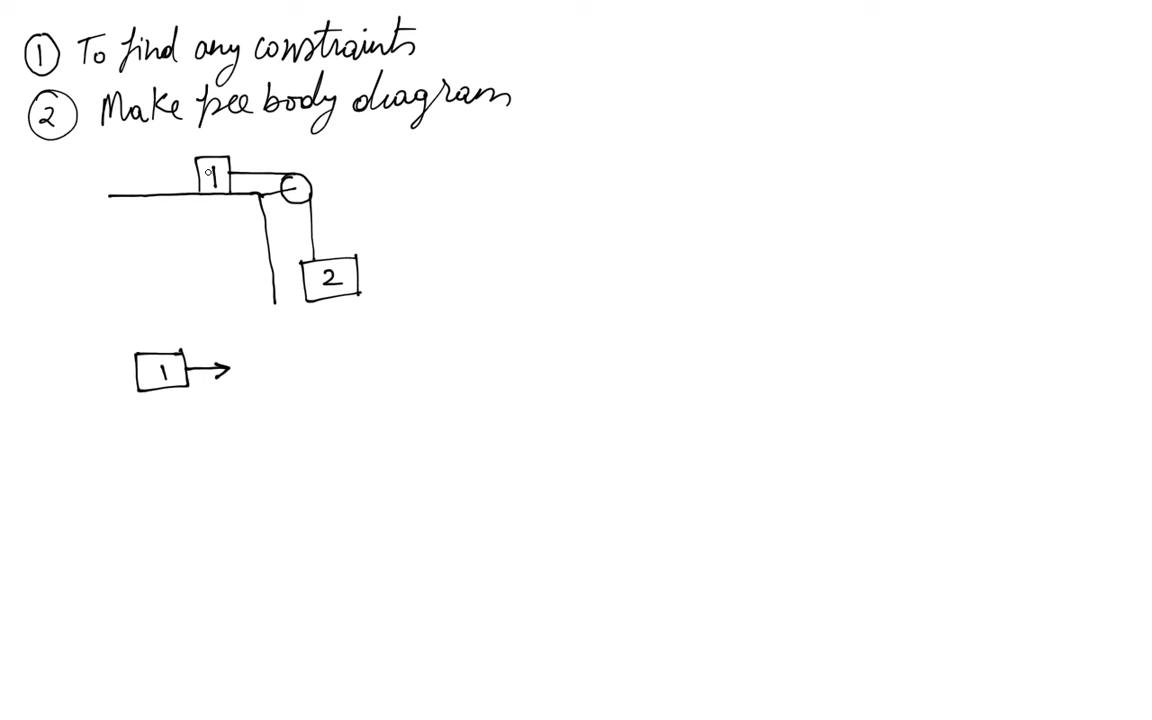 ① To find any constraints
② Make free body diagram
1
2
1